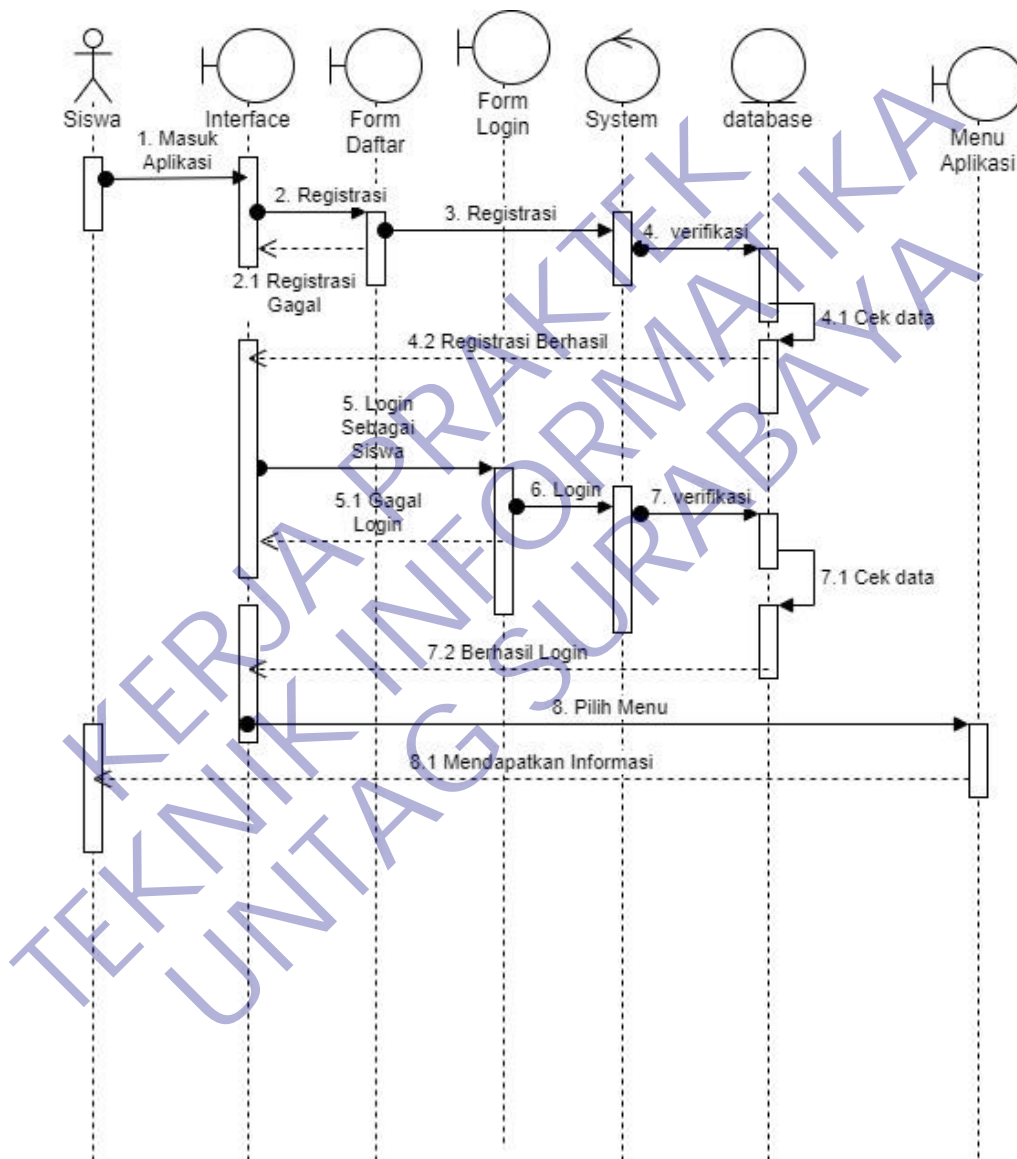 Siswa
Interface
Form
Daftar
Form
Login
System
database
Menu
Aplikasi
1. Masuk
Aplikasi
2. Registrasi
3. Registrasi
4. verifikasi
2.1 Registrasi
Gagal
4.1 Cek data
4.2 Registrasi Berhasil
5. Login
Sebagai
Siswa
5.1 Gagal
Login
6. Login
7. verifikasi
7.1 Cek data
7.2 Berhasil Login
8. Pilih Menu
8.1 Mendapatkan Informasi
KERJA PRAKTEK
TEKNIK INFORMATIKA
UNTAG SURABAYA